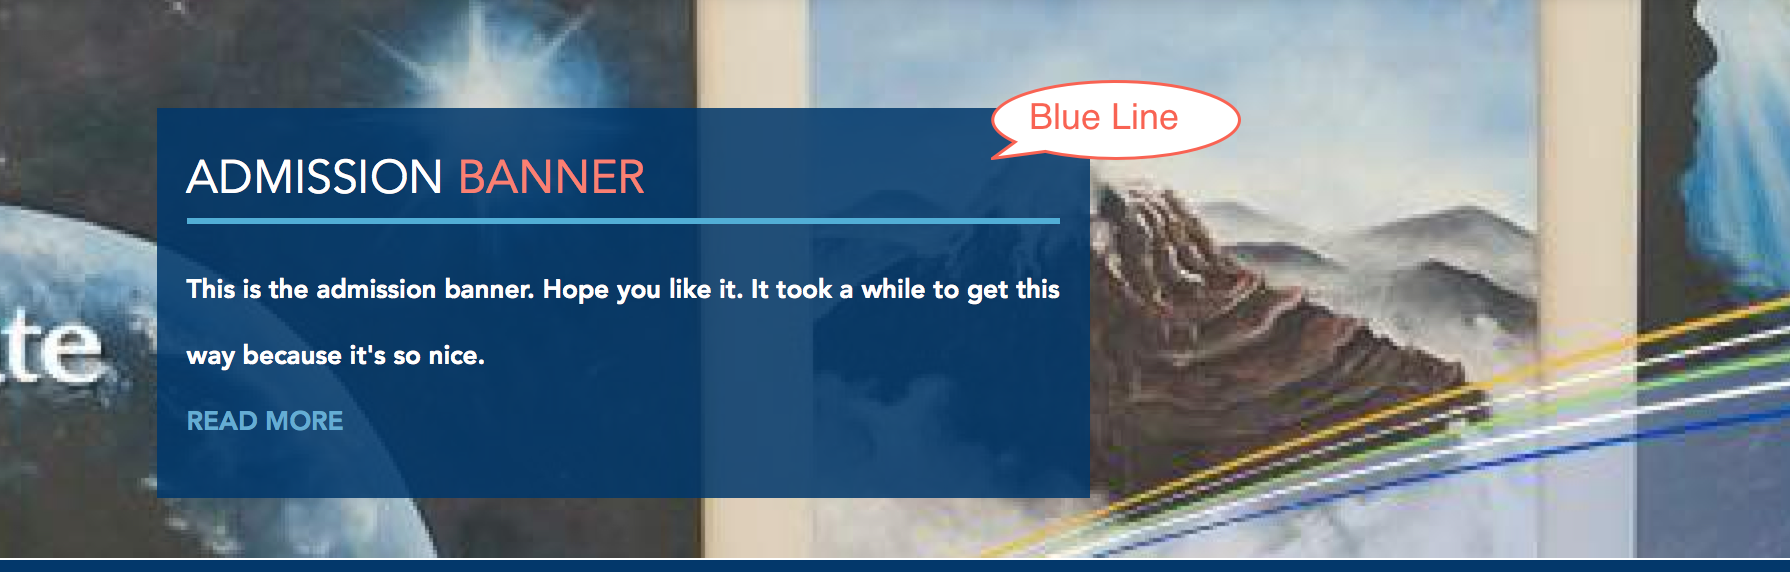 Blue Line
ADMISSION BANNER
This is the admission banner. Hope you like it. It took a while to get this
way because it's so nice.
READ MORE
te